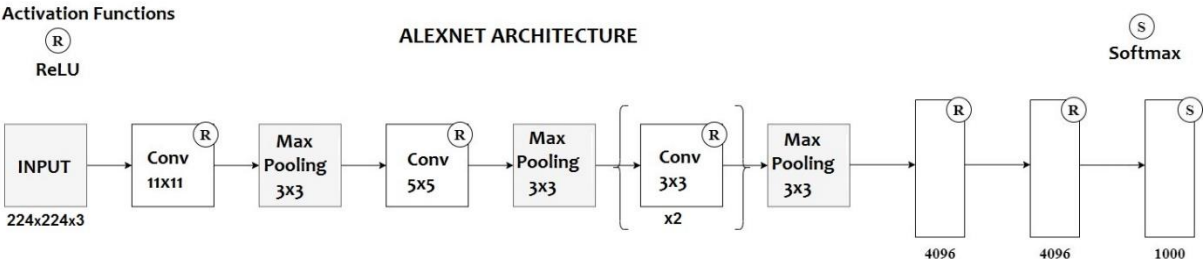 Activation Functions
R
ReLU
ALEXNET ARCHITECTURE
S
Softmax
INPUT
224x224x3
R
Conv
11x11
Max
Pooling
3x3
R
Conv
5x5
Max
Pooling
3x3
R
Conv
3x3
x2
Max
Pooling
3x3
R
4096
R
4096
S
1000